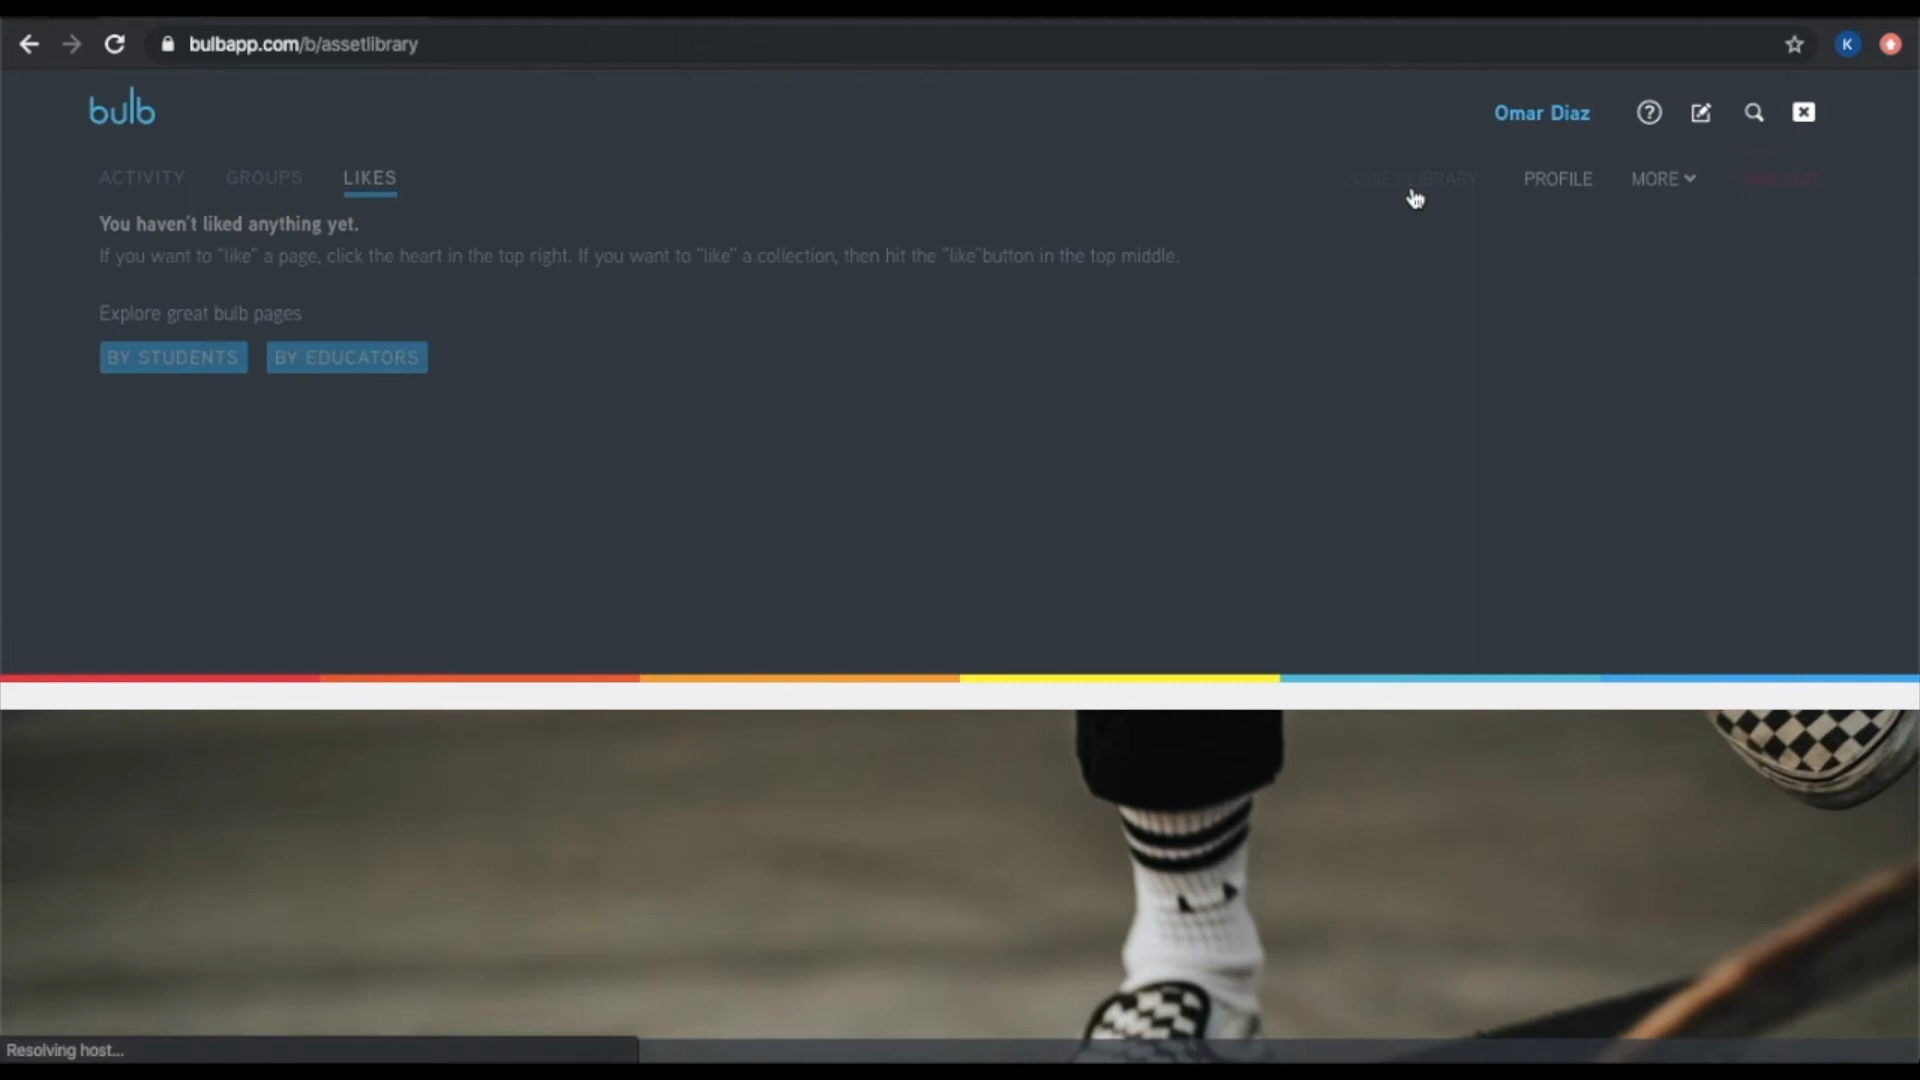 bulbapp.com/b/assetlibrary
K
bulb
Omar Diaz
ACTIVITY GROUPS LIKES
ASSET LIBRARY PROFILE MORE
You haven't liked anything yet.
If you want to "like" a page, click the heart in the top right. If you want to "like" a collection, then hit the "like"button in the top middle.
Explore great bulb pages
BY STUDENTS BY EDUCATORS
Resolving host...